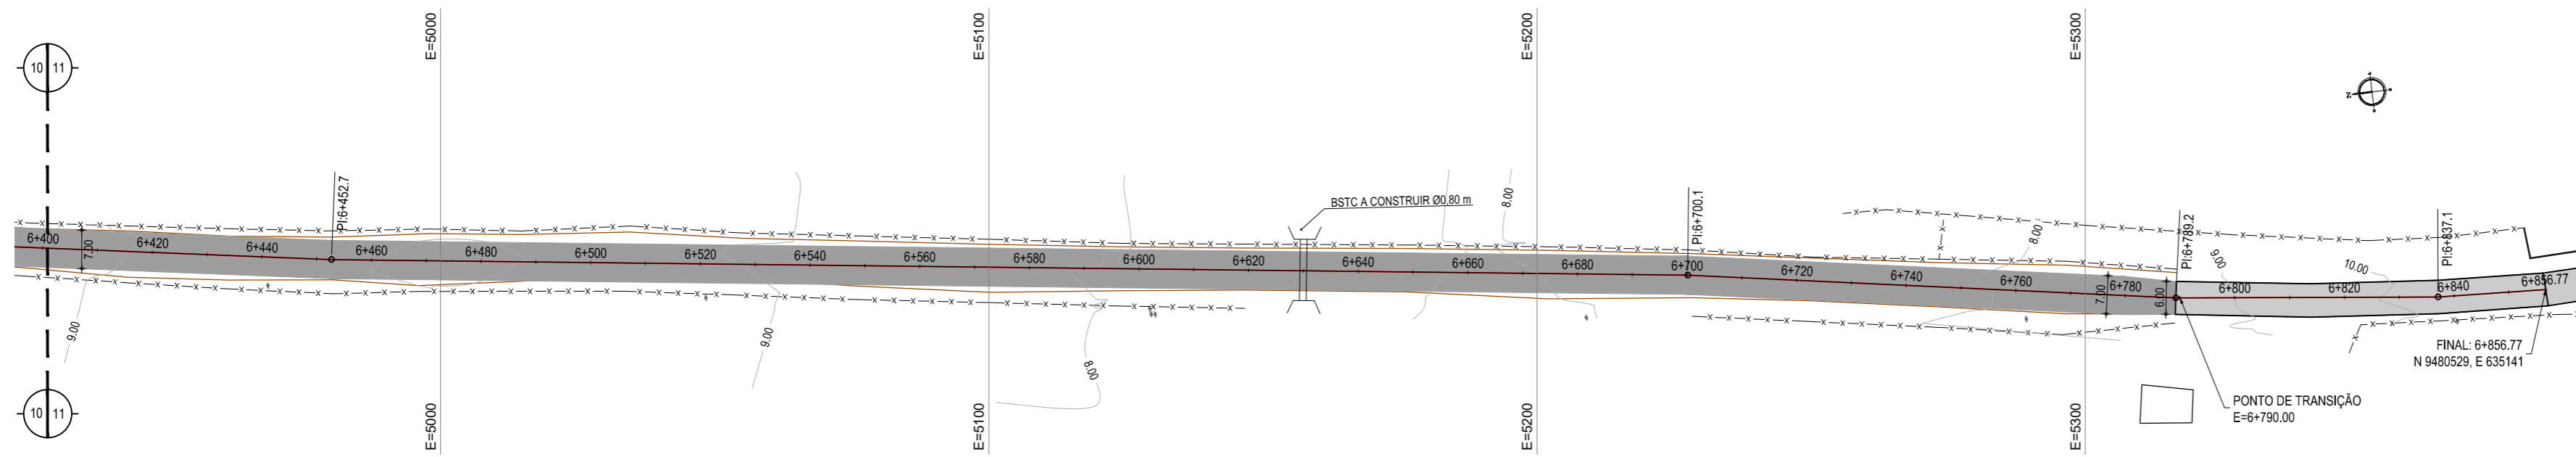 E=5000
E=5100
E=5200
E=5300
10 11
PI:6+452.7
BSTC A CONSTRUIR Ø0.80 m
8.00
PI:6+700.1
8.00
PI:6+789.2
9.00
10.00
PI:6+837.1
6+400
7.00
6+420
6+440
6+460
6+480
6+500
6+520
6+540
6+560
6+580
6+600
6+620
6+640
6+660
6+680
6+700
6+720
6+740
6+760
7.00
6+780
6.00
6+800
6+820
6+840
6+856.77
9.00
9.00
8.00
FINAL: 6+856.77
N 9480529, E 635141
PONTO DE TRANSIÇÃO
E=6+790.00
10 11
E=5000
E=5100
E=5200
E=5300